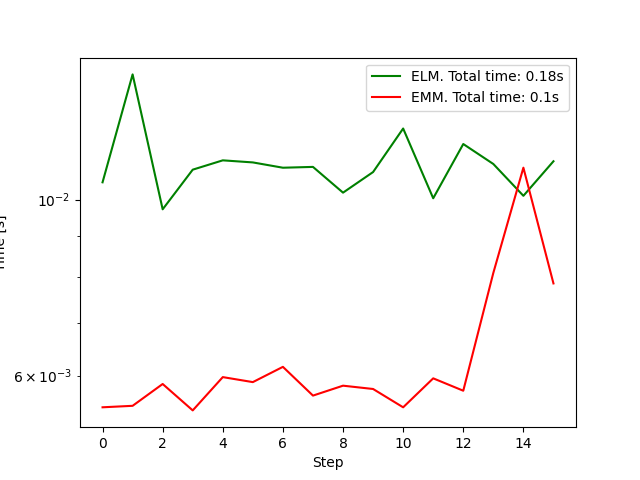 ELM. Total time: 0.18s
EMM. Total time: 0.1s
10⁻²
6 × 10⁻³
Time [s]
0 2 4 6 8 10 12 14
Step